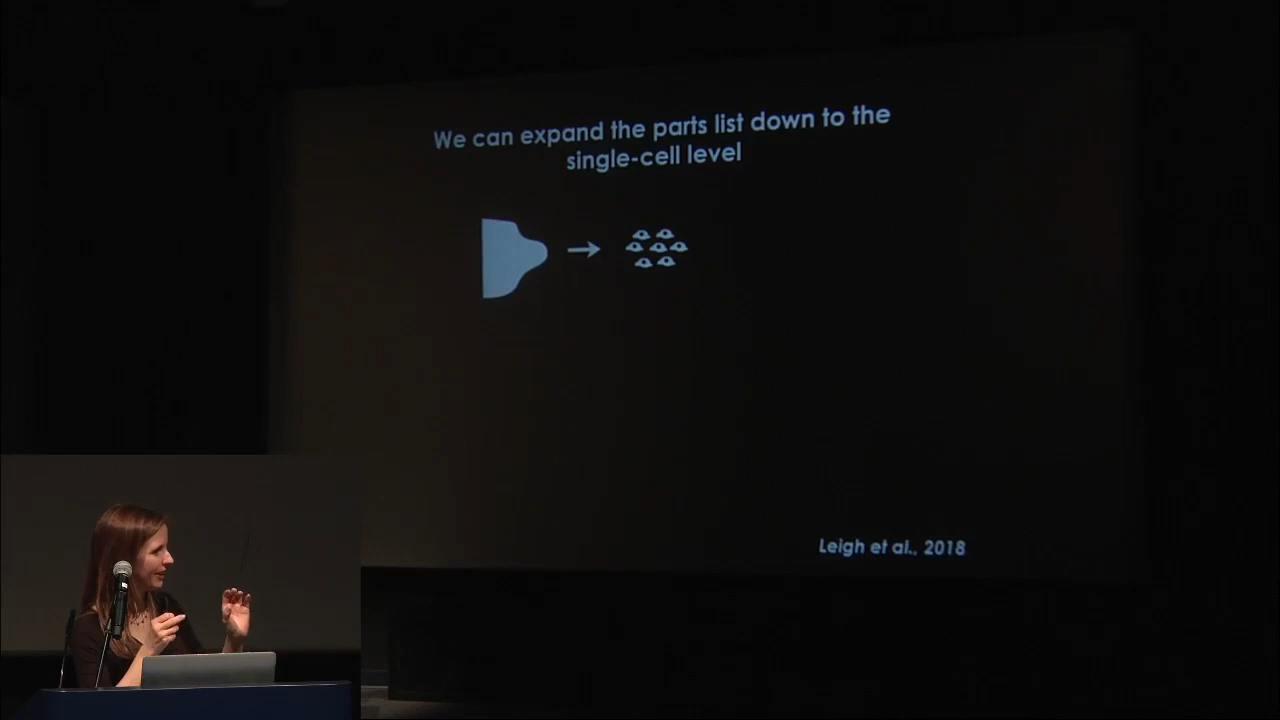 We can expand the parts list down to the
single-cell level
Leigh et al., 2018